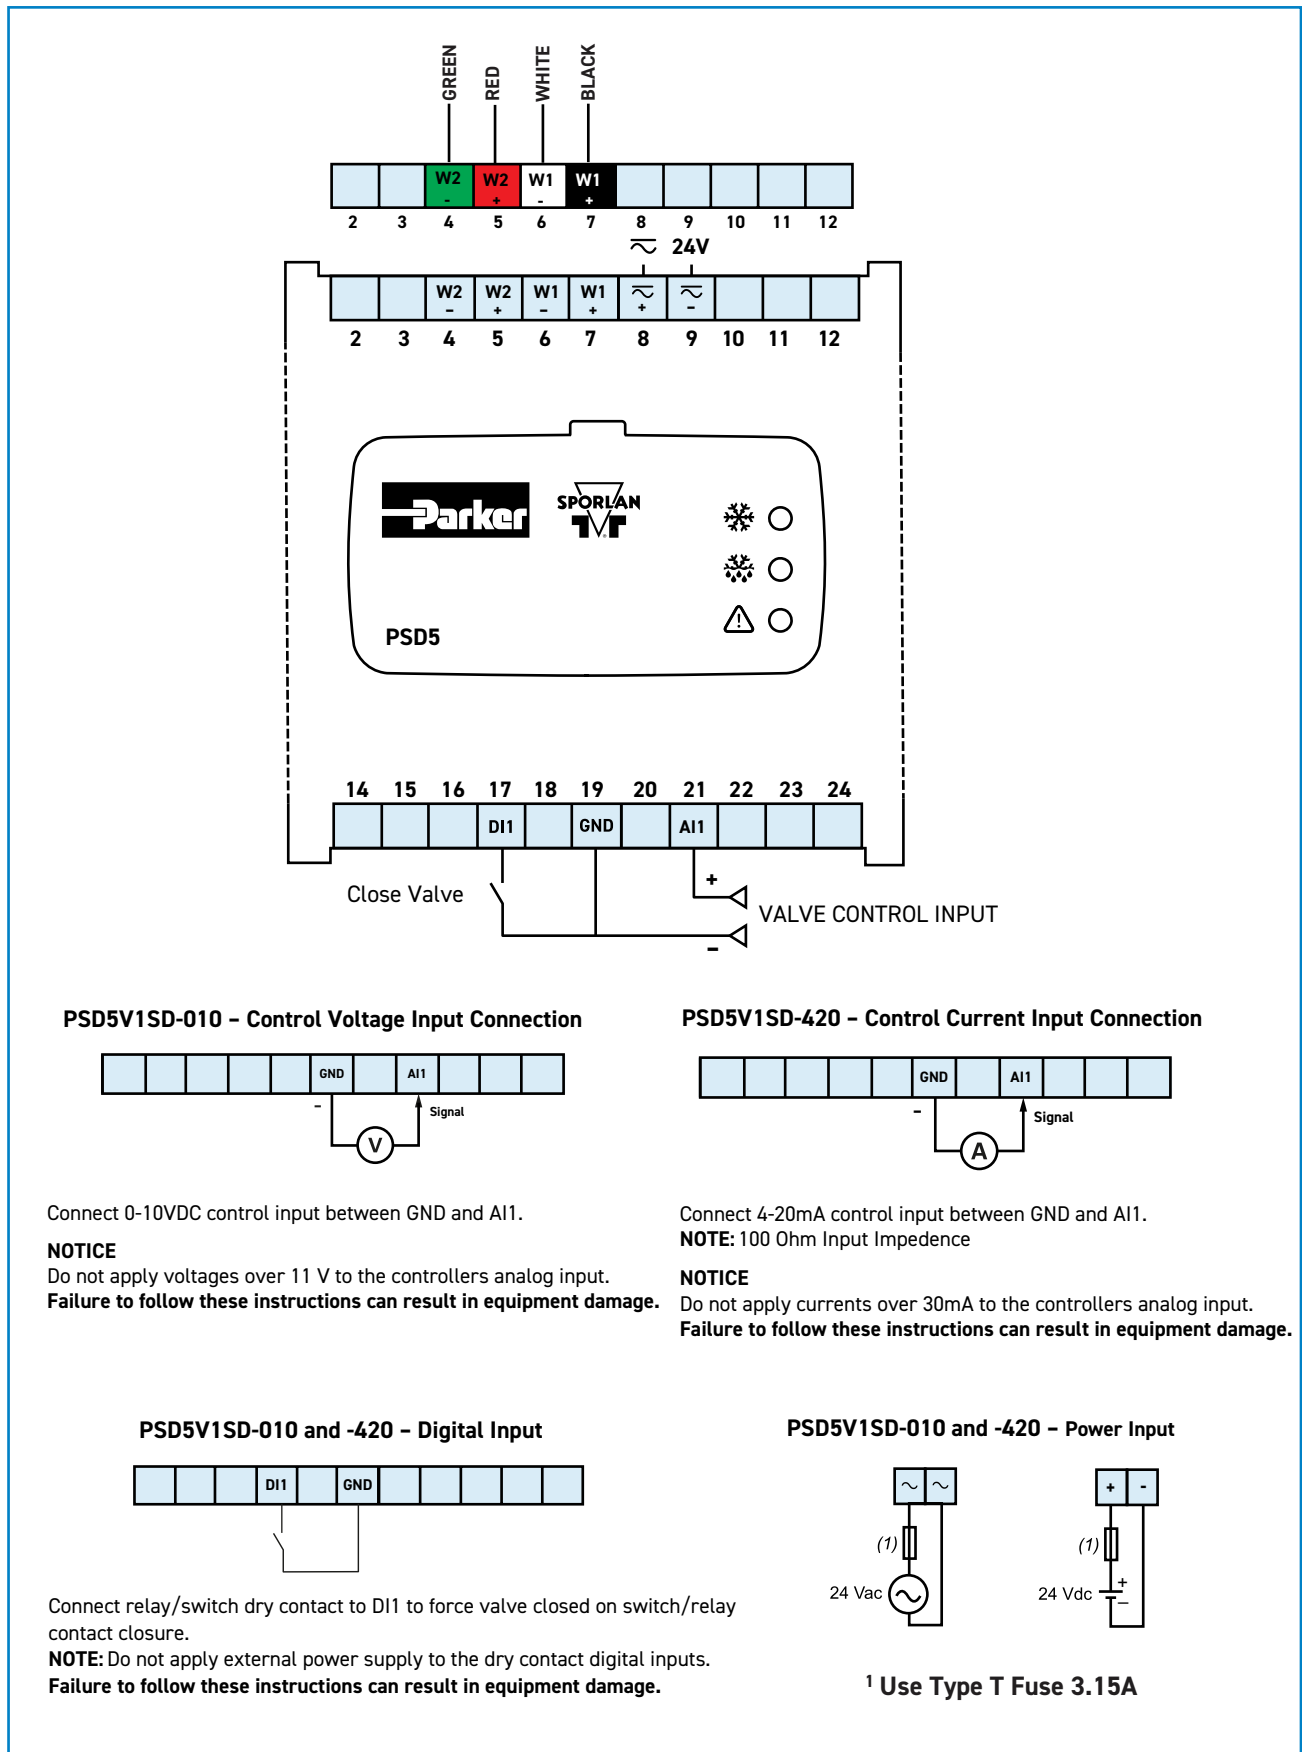 GREEN RED WHITE BLACK
W2 W2 W1 W1
- + - +
2 3 4 5 6 7 8 9 10 11 12
24V
W2 W2 W1 W1
– + – + + –
2 3 4 5 6 7 8 9 10 11 12
Parker SPORLAN
®
PSD5
14 15 16 17 18 19 20 21 22 23 24
DI1 GND AI1
Close Valve
+
VALVE CONTROL INPUT
–
PSD5V1SD-010 – Control Voltage Input Connection
GND AI1
– Signal
V
Connect 0-10VDC control input between GND and AI1.
NOTICE
Do not apply voltages over 11 V to the controllers analog input.
Failure to follow these instructions can result in equipment damage.
PSD5V1SD-420 – Control Current Input Connection
GND AI1
– Signal
A
Connect 4-20mA control input between GND and AI1.
NOTE: 100 Ohm Input Impedence
NOTICE
Do not apply currents over 30mA to the controllers analog input.
Failure to follow these instructions can result in equipment damage.
PSD5V1SD-010 and -420 – Digital Input
DI1 GND
Connect relay/switch dry contact to DI1 to force valve closed on switch/relay
contact closure.
NOTE: Do not apply external power supply to the dry contact digital inputs.
Failure to follow these instructions can result in equipment damage.
PSD5V1SD-010 and -420 – Power Input
~ ~
(1)
24 Vac
+ -
(1)
24 Vdc + –
1 Use Type T Fuse 3.15A